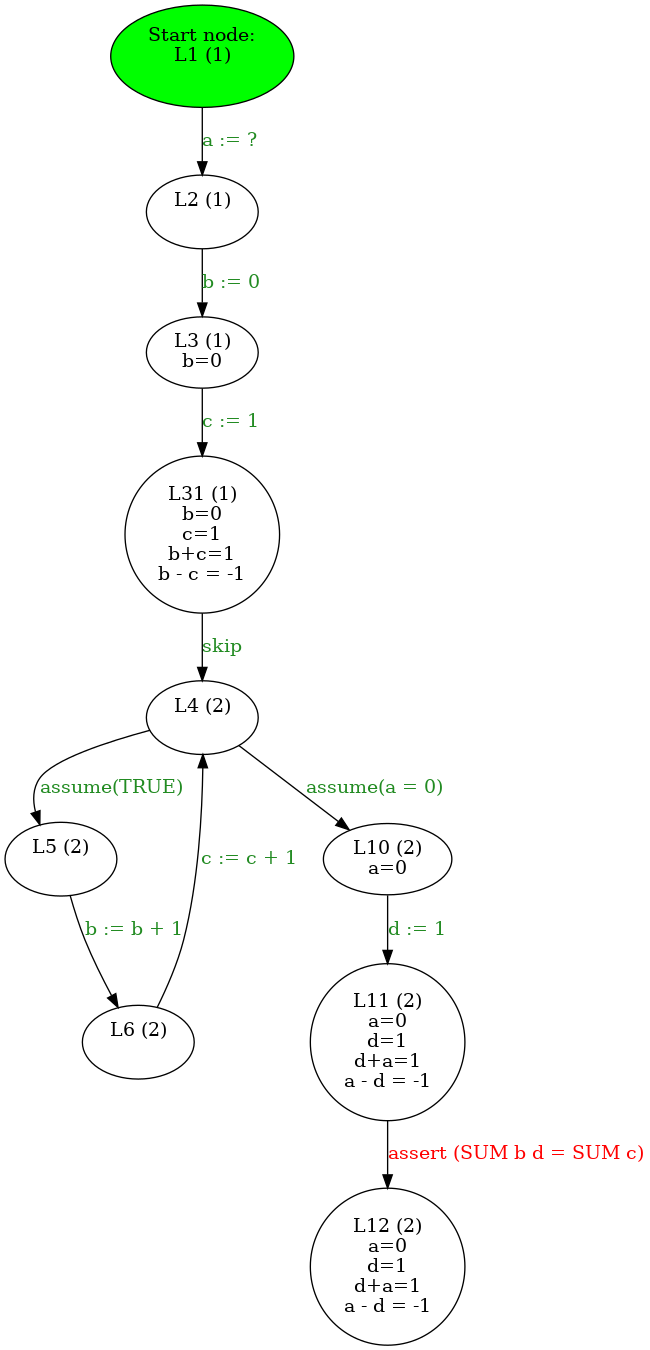 Start node:
L1 (1)
a := ?
L2 (1)
b := 0
L3 (1)
b=0
c := 1
L31 (1)
b=0
c=1
b+c=1
b - c = -1
skip
L4 (2)
assume(TRUE)
assume(a = 0)
L5 (2)
c := c + 1
L10 (2)
a=0
b := b + 1
d := 1
L6 (2)
L11 (2)
a=0
d=1
d+a=1
a - d = -1
assert (SUM b d = SUM c)
L12 (2)
a=0
d=1
d+a=1
a - d = -1